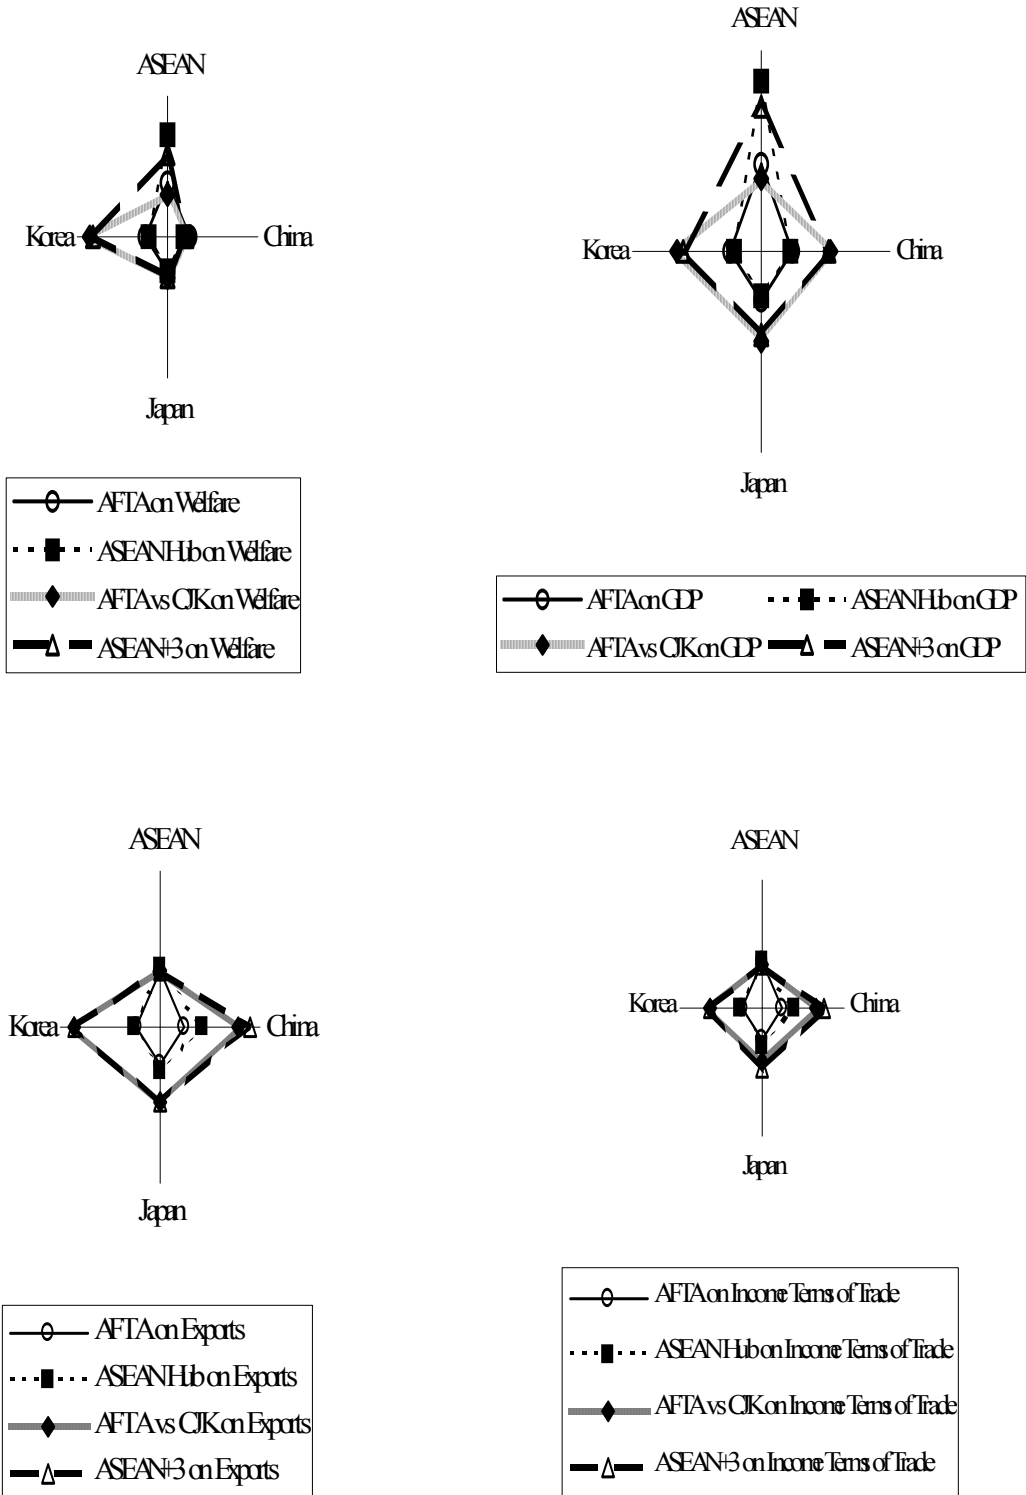 ASEAN
Korea
China
Japan
AFTA on Welfare
ASEAN Hub on Welfare
AFTA vs CJK on Welfare
ASEAN+3 on Welfare
ASEAN
Korea
China
Japan
AFTA on GDP
ASEAN Hub on GDP
AFTA vs CJK on GDP
ASEAN+3 on GDP
ASEAN
Korea
China
Japan
AFTA on Exports
ASEAN Hub on Exports
AFTA vs CJK on Exports
ASEAN+3 on Exports
ASEAN
Korea
China
Japan
AFTA on Income Terms of Trade
ASEAN Hub on Income Terms of Trade
AFTA vs CJK on Income Terms of Trade
ASEAN+3 on Income Terms of Trade